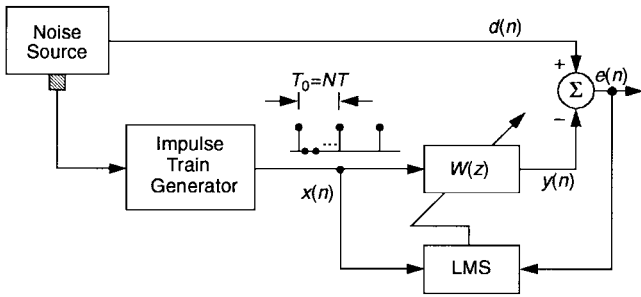 Noise
Source
d(n)
T₀=NT
+
Σ
e(n)
−
...
Impulse
Train
Generator
x(n)
W(z)
y(n)
LMS